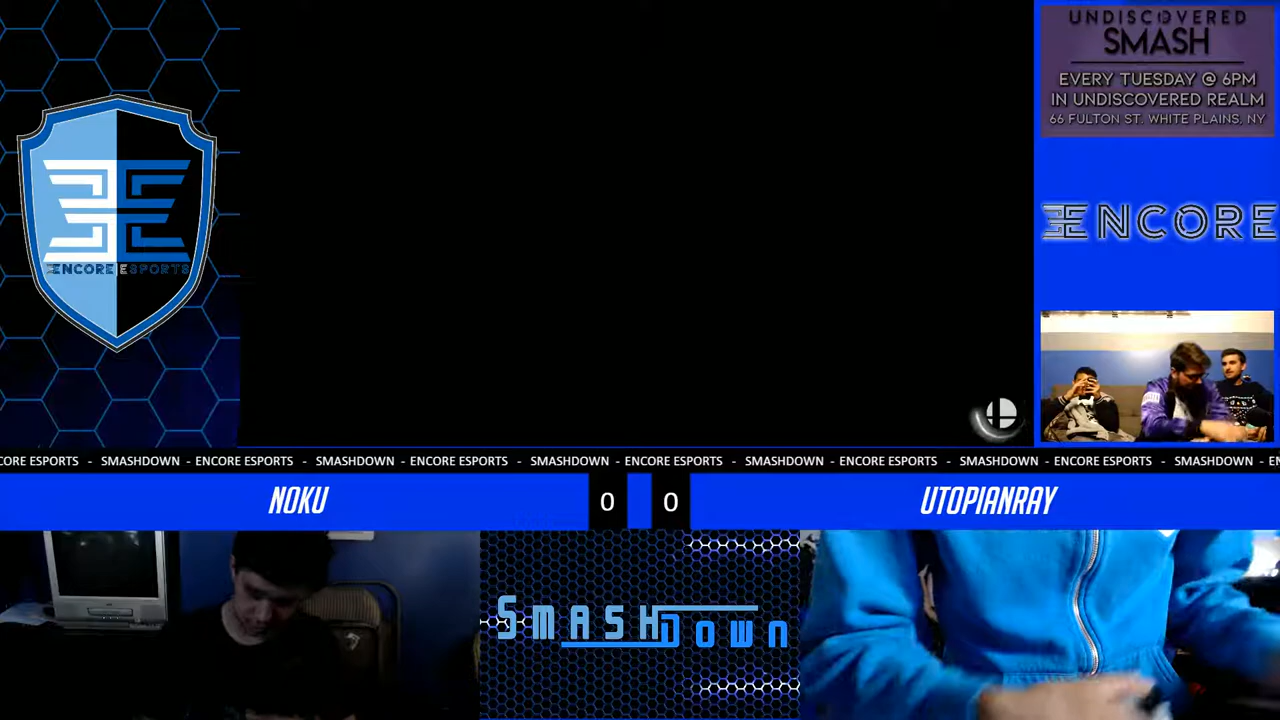 UNDISCOVERED
SMASH
EVERY TUESDAY @ 6PM
IN UNDISCOVERED REALM
66 FULTON ST. WHITE PLAINS, NY
ENCORE
ENCORE ESPORTS
CORE ESPORTS - SMASHDOWN - ENCORE ESPORTS - SMASHDOWN - ENCORE ESPORTS - SMASHDOWN - ENCORE ESPORTS - SMASHDOWN - ENCORE ESPORTS - SMASHDOWN - ENCORE ESPORTS - SMASHDOWN - EN
NOKU 0 0 UTOPIANRAY
SMASH
DOWN